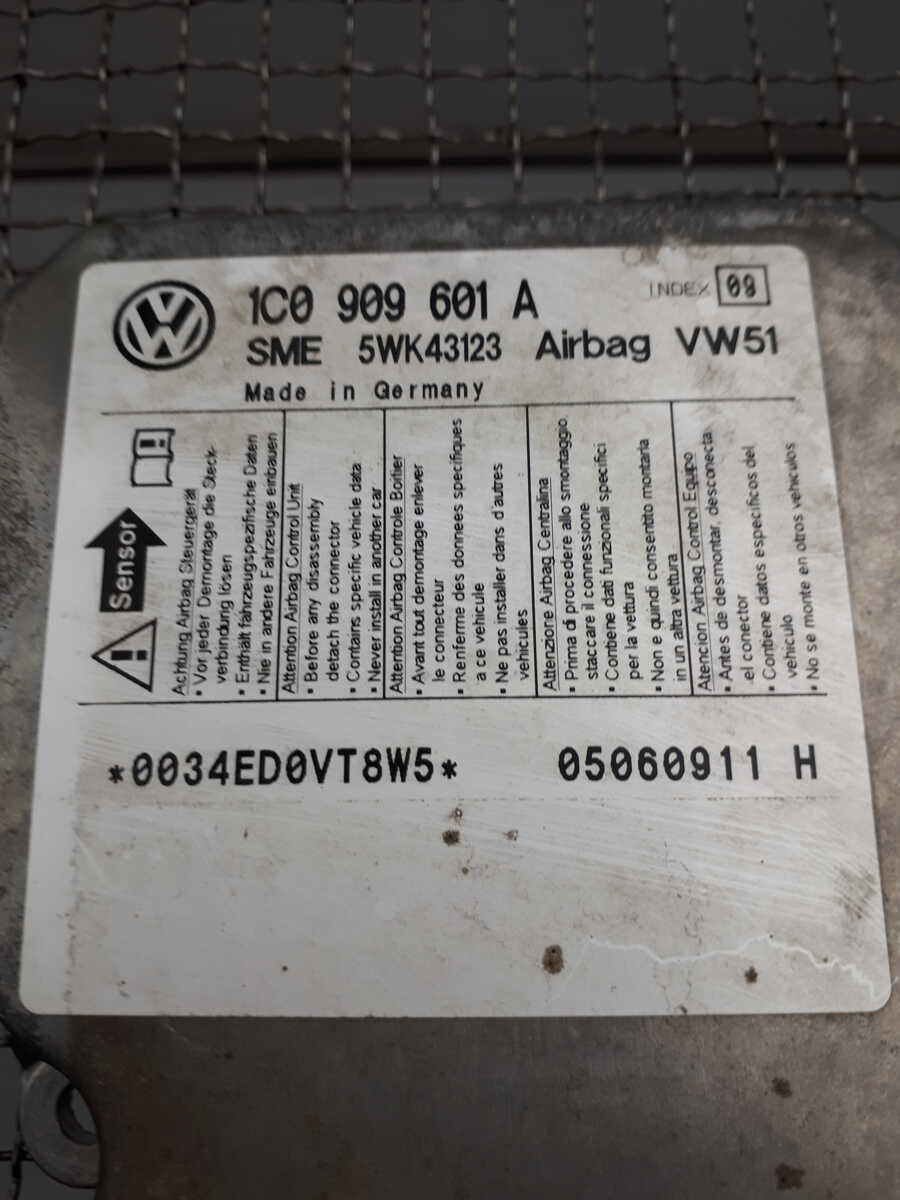 1C0 909 601 A
INDEX 09
SME 5WK43123 Airbag VW51
Made in Germany
Sensor
Achtung Airbag Steuergerät
• Vor jeder Demontage die Steck-
verbindung lösen
• Enthält fahrzeugspezifische Daten
• Nie in andere Fahrzeuge einbauen
Attention Airbag Control Unit
• Before any disassembly
detach the connector
• Contains specific vehicle data
• Never install in another car
Attention Airbag Controle Boitier
• Avant tout demontage enlever
le connecteur
• Renferme des donnees specifiques
a ce vehicule
• Ne pas installer dans d'autres
vehicules
Attenzione Airbag Centralina
• Prima di procedere allo smontaggio
staccare il connessione
• Contiene dati funzionali specifici
per la vettura
• Non e quindi consentito montaria
in un altra vettura
Atencion Airbag Control Equipo
• Antes de desmontar, desconecta
el conector
• Contiene datos especificos del
vehiculo
• No se monte en otros vehiculos
*0034ED0VT8W5* 05060911 H